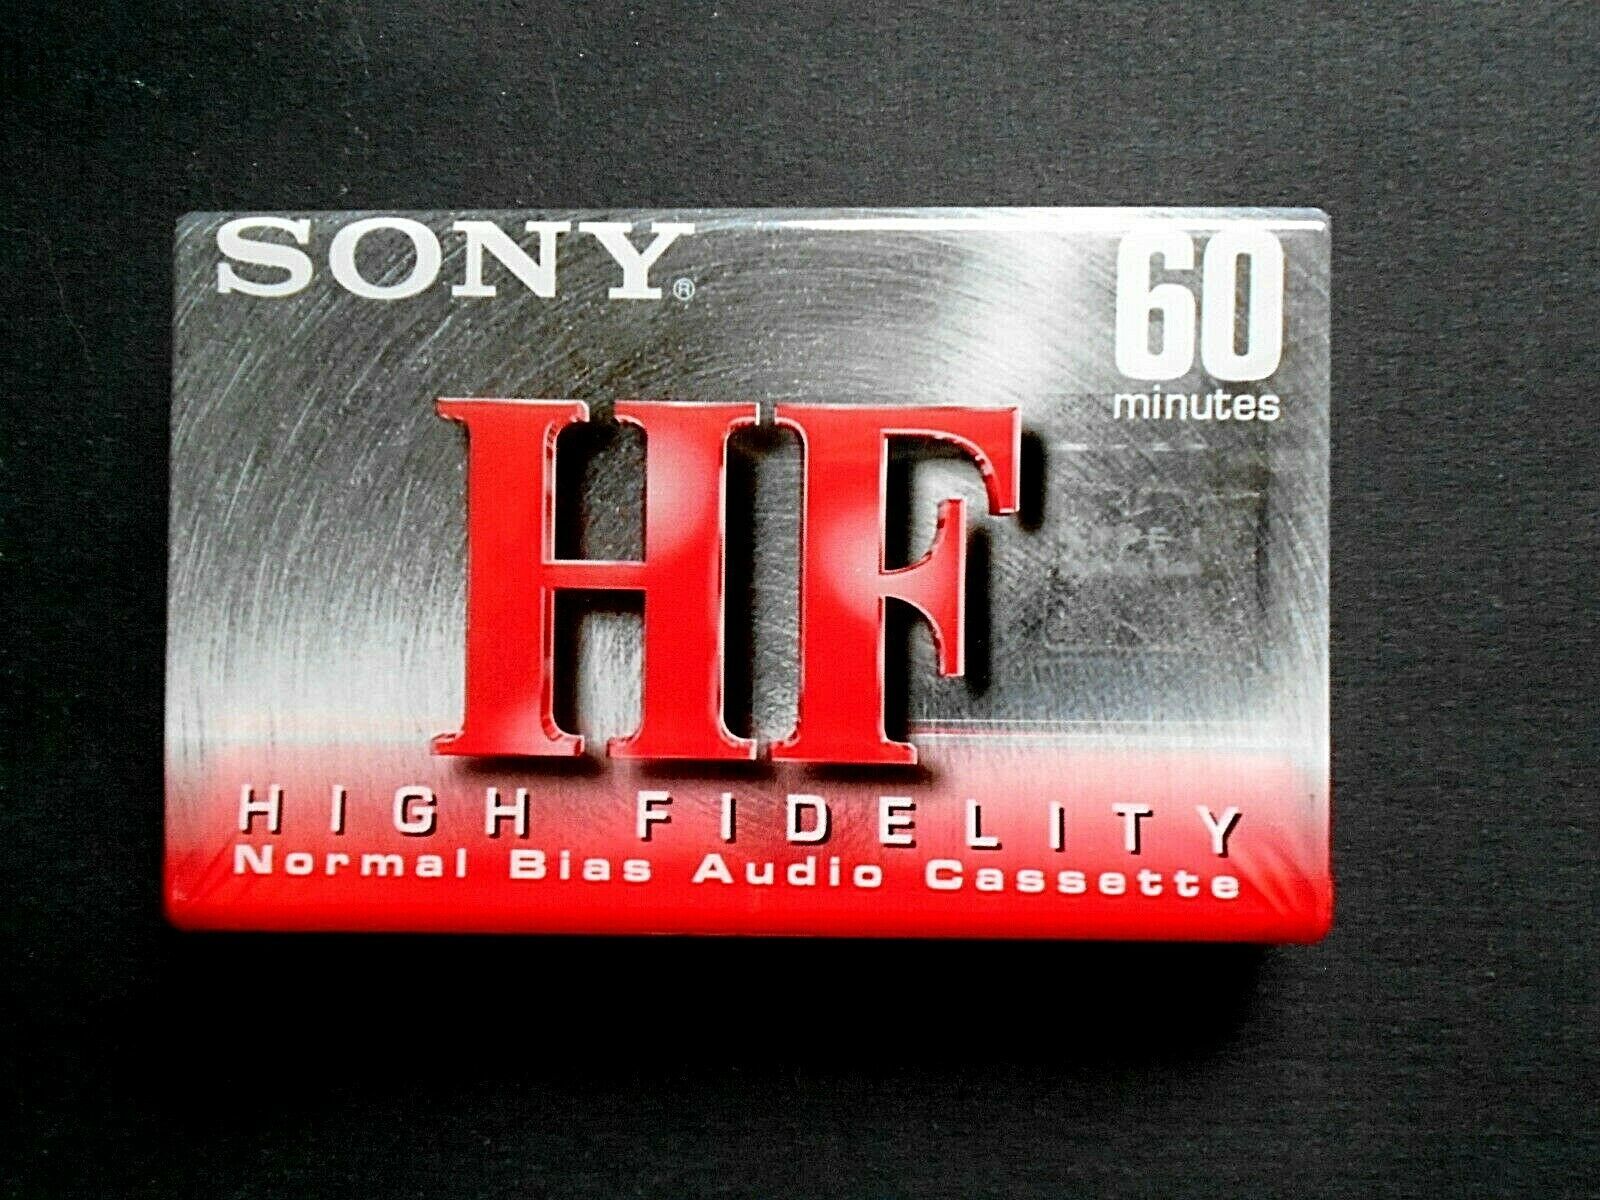 SONY®
60
minutes
HF
HIGH FIDELITY
Normal Bias Audio Cassette